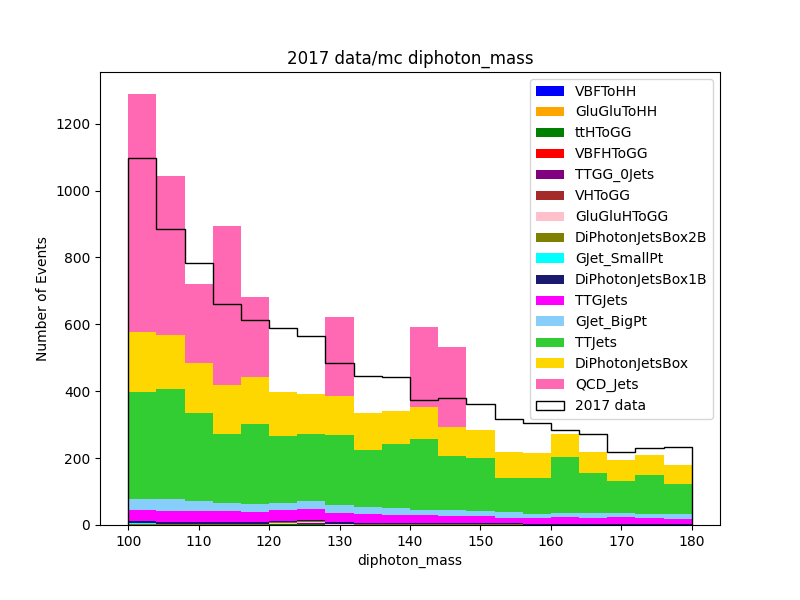 2017 data/mc diphoton_mass
Number of Events
1200
1000
800
600
400
200
0
100 110 120 130 140 150 160 170 180
diphoton_mass
VBFToHH
GluGluToHH
ttHToGG
VBFHToGG
TTGG_0Jets
VHToGG
GluGluHToGG
DiPhotonJetsBox2B
GJet_SmallPt
DiPhotonJetsBox1B
TTGJets
GJet_BigPt
TTJets
DiPhotonJetsBox
QCD_Jets
2017 data